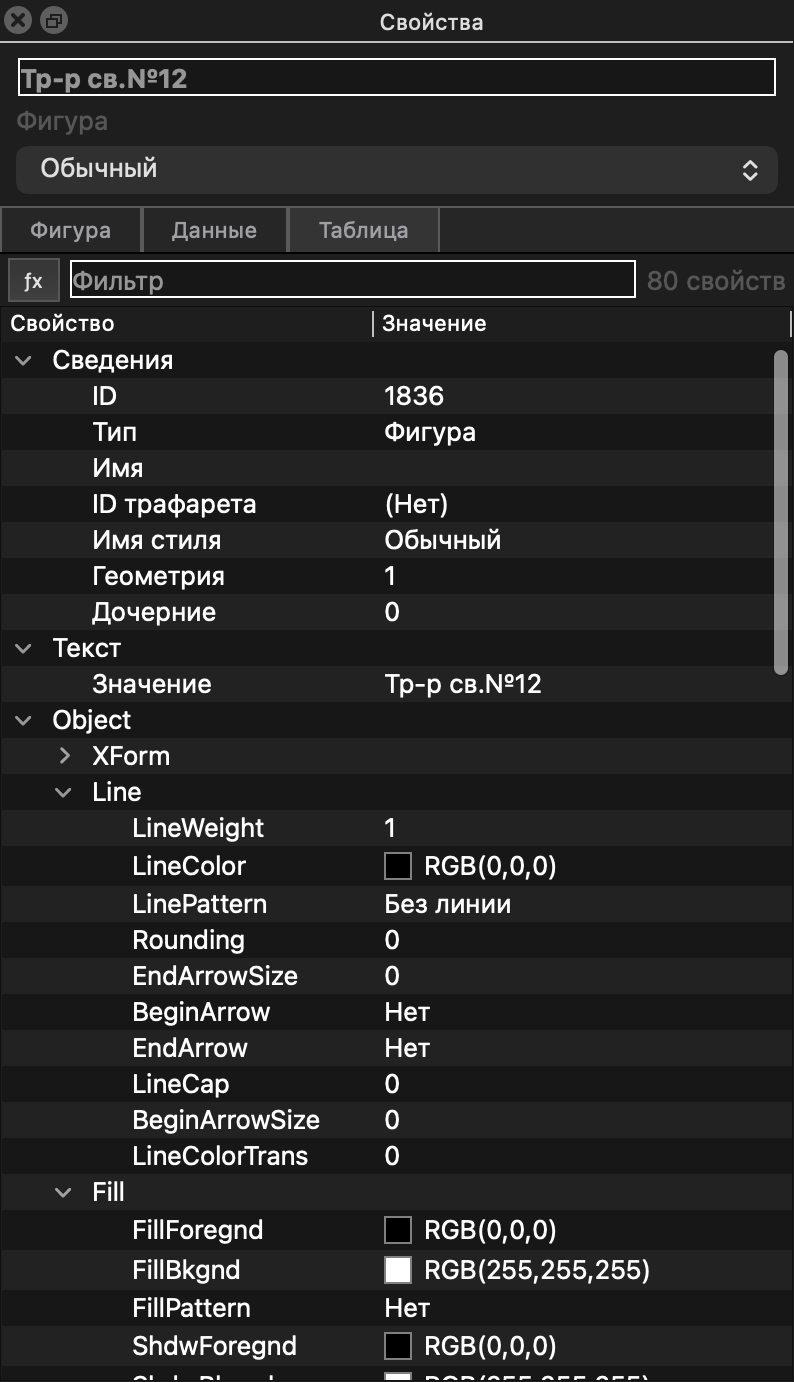 Свойства
Тр-р св.№12
Фигура
Обычный
Фигура Данные Таблица
ƒx Фильтр 80 свойств
Свойство Значение
Сведения
ID 1836
Тип Фигура
Имя
ID трафарета (Нет)
Имя стиля Обычный
Геометрия 1
Дочерние 0
Текст
Значение Тр-р св.№12
Object
XForm
Line
LineWeight 1
LineColor RGB(0,0,0)
LinePattern Без линии
Rounding 0
EndArrowSize 0
BeginArrow Нет
EndArrow Нет
LineCap 0
BeginArrowSize 0
LineColorTrans 0
Fill
FillForegnd RGB(0,0,0)
FillBkgnd RGB(255,255,255)
FillPattern Нет
ShdwForegnd RGB(0,0,0)